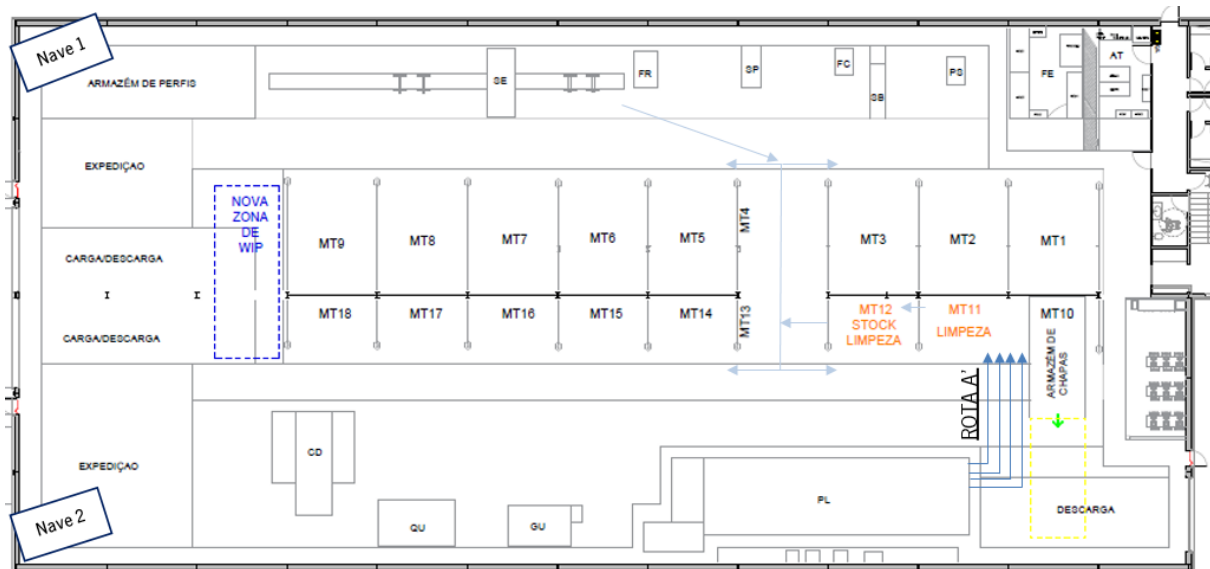 Nave 1
ARMAZÉM DE PERFIS
SE
FR
SP
FC
SB
PS
FE
AT
EXPEDIÇAO
NOVA
ZONA
DE
WIP
CARGA/DESCARGA
MT9
MT8
MT7
MT6
MT5
MT4
MT3
MT2
MT1
CARGA/DESCARGA
MT18
MT17
MT16
MT15
MT14
MT13
MT12
STOCK
LIMPEZA
MT11
LIMPEZA
MT10
ARMAZÉM DE
CHAPAS
ROTA A'
EXPEDIÇAO
CD
QU
GU
PL
DESCARGA
Nave 2